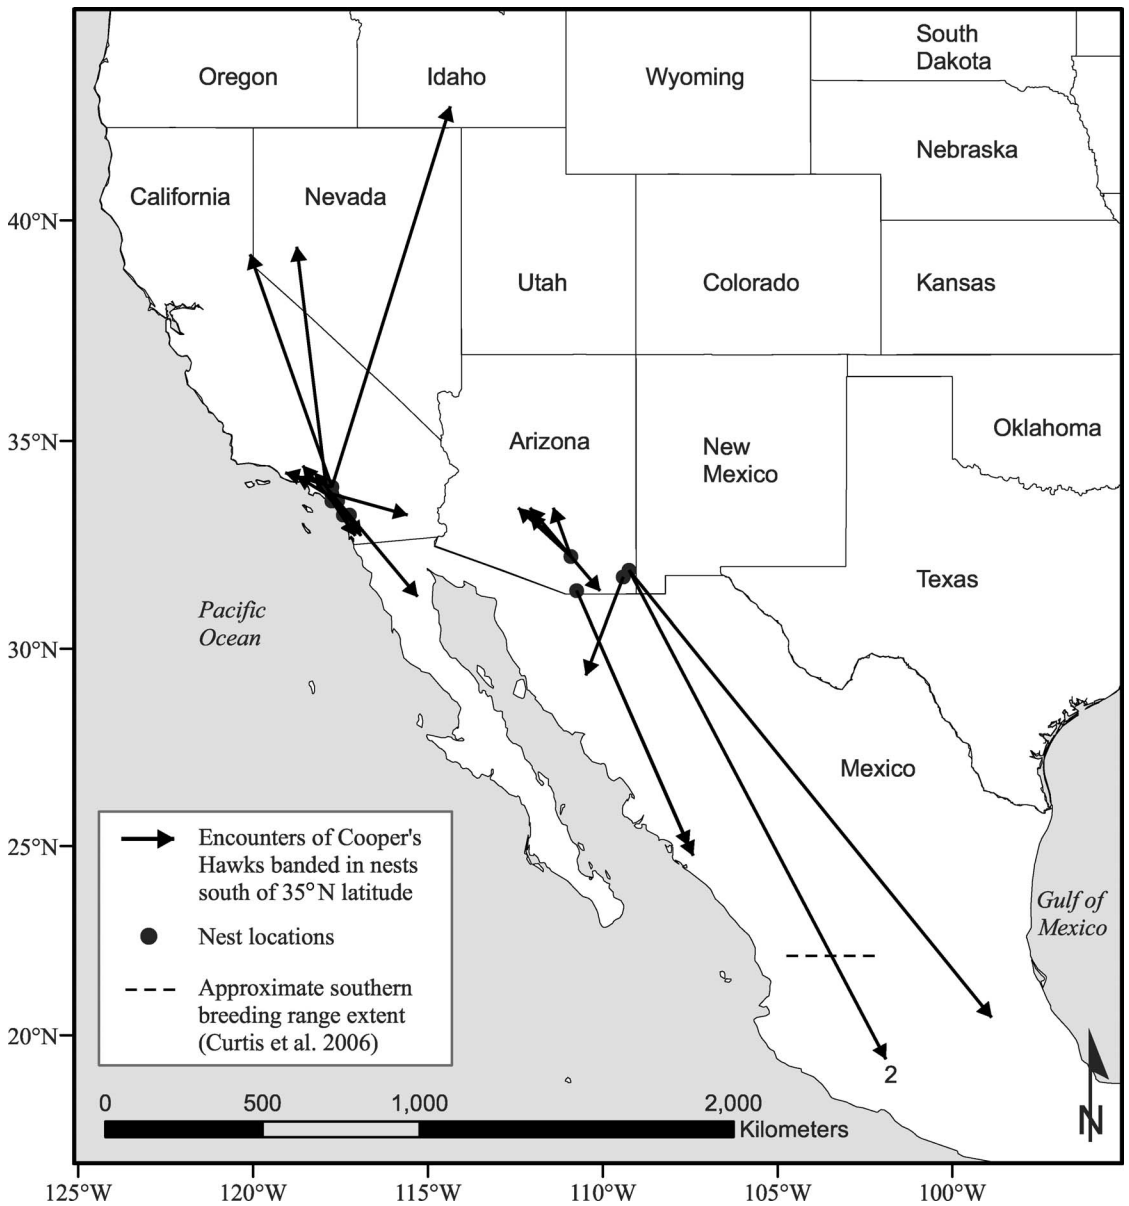 South
Dakota
Oregon
Idaho
Wyoming
Nebraska
California
Nevada
40°N
Utah
Colorado
Kansas
35°N
Arizona
New
Mexico
Oklahoma
Texas
Pacific
Ocean
30°N
Mexico
25°N
Encounters of Cooper's
Hawks banded in nests
south of 35°N latitude
Nest locations
Approximate southern
breeding range extent
(Curtis et al. 2006)
Gulf of
Mexico
20°N
2
0 500 1,000 2,000
Kilometers
N
125°W 120°W 115°W 110°W 105°W 100°W